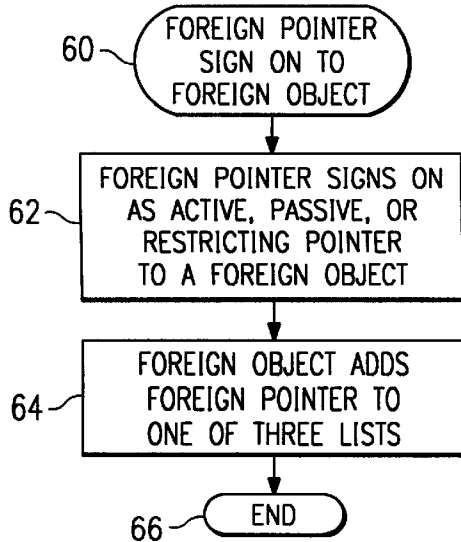 60
FOREIGN POINTER
SIGN ON TO
FOREIGN OBJECT
62
FOREIGN POINTER SIGNS ON
AS ACTIVE, PASSIVE, OR
RESTRICTING POINTER
TO A FOREIGN OBJECT
64
FOREIGN OBJECT ADDS
FOREIGN POINTER TO
ONE OF THREE LISTS
66
END